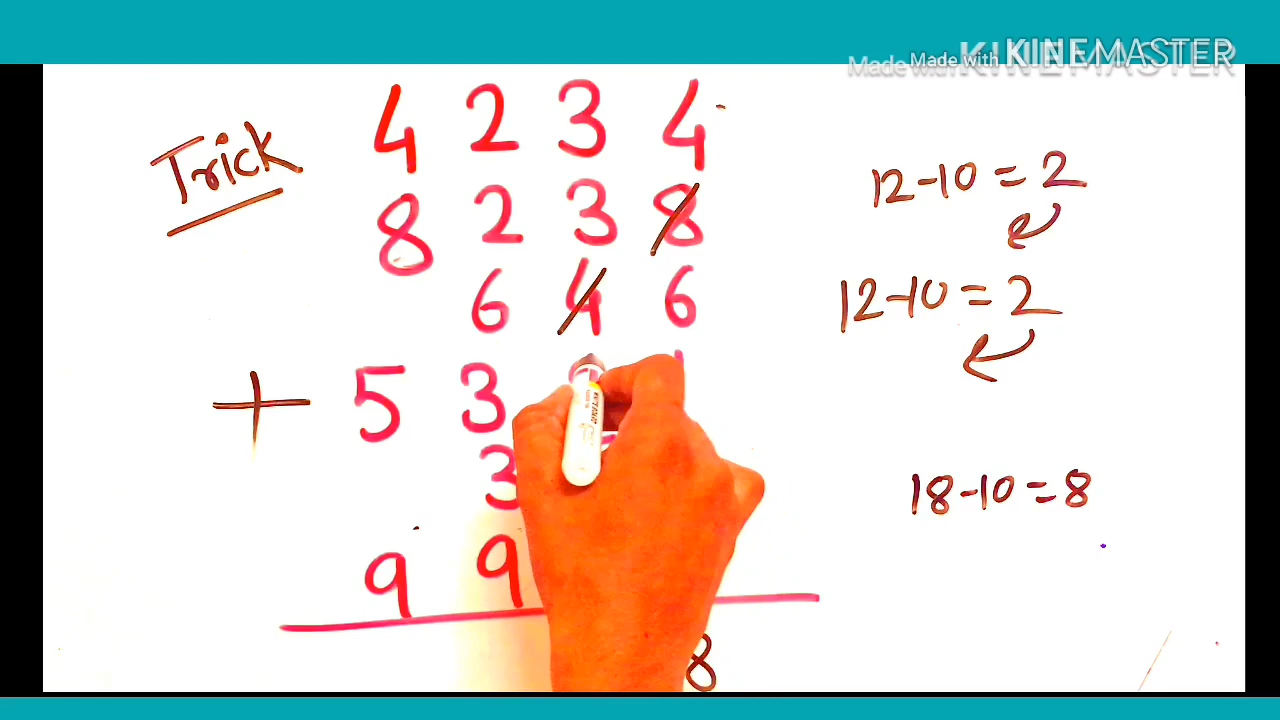 Made with KINEMASTER
4 2 3 4
Trick
8 2 3 8
6 4 6
+ 5 3
3
9 9
8
12-10 = 2
12-10 = 2
18-10 = 8